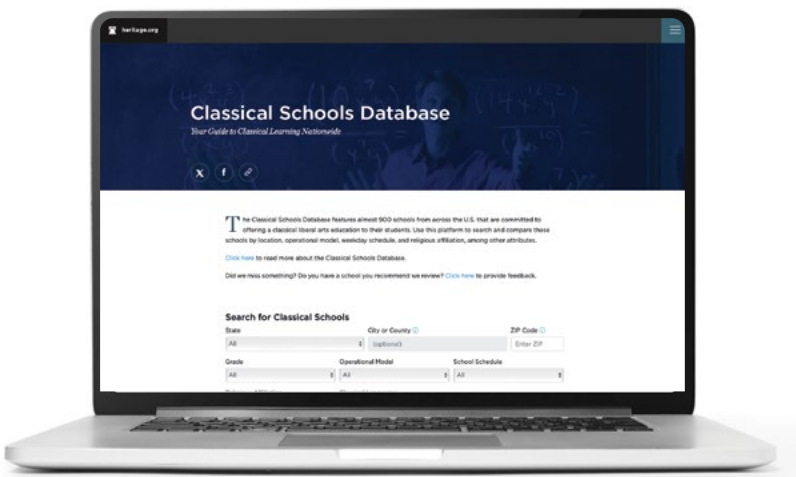 heritage.org
Classical Schools Database
Your Guide to Classical Learning Nationwide
X f
The Classical Schools Database features almost 900 schools from across the U.S. that are committed to
offering a classical liberal arts education to their students. Use this platform to search and compare these
schools by location, operational model, weekday schedule, and religious affiliation, among other attributes.
Click here to read more about the Classical Schools Database.
Did we miss something? Do you have a school you recommend we review? Click here to provide feedback.
Search for Classical Schools
State City or County ZIP Code
All (optional) Enter ZIP
Grade Operational Model School Schedule
All All All